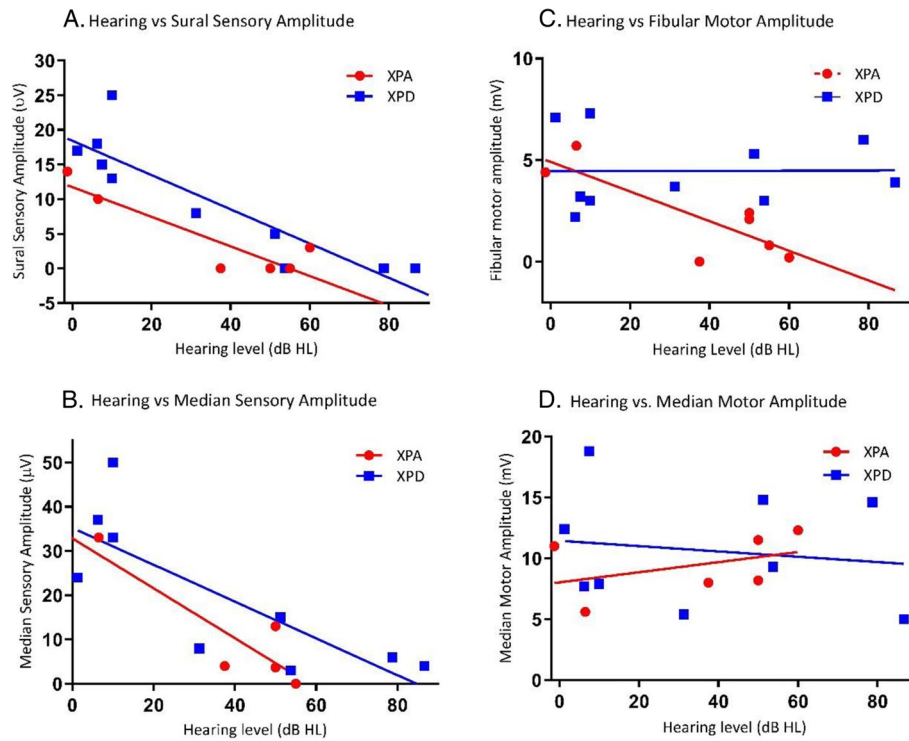 A. Hearing vs Sural Sensory Amplitude
Sural Sensory Amplitude (υV)
30
25
20
15
10
5
0
-5
XPA
XPD
0 20 40 60 80
Hearing level (dB HL)
C. Hearing vs Fibular Motor Amplitude
Fibular motor amplitude (mV)
10
5
0
XPA
XPD
0 20 40 60 80
Hearing Level (dB HL)
B. Hearing vs Median Sensory Amplitude
Median Sensory Amplitude (μV)
50
40
30
20
10
0
XPA
XPD
0 20 40 60 80
Hearing level (dB HL)
D. Hearing vs. Median Motor Amplitude
Median Motor Amplitude (mV)
20
15
10
5
0
XPA
XPD
0 20 40 60 80
Hearing level (dB HL)